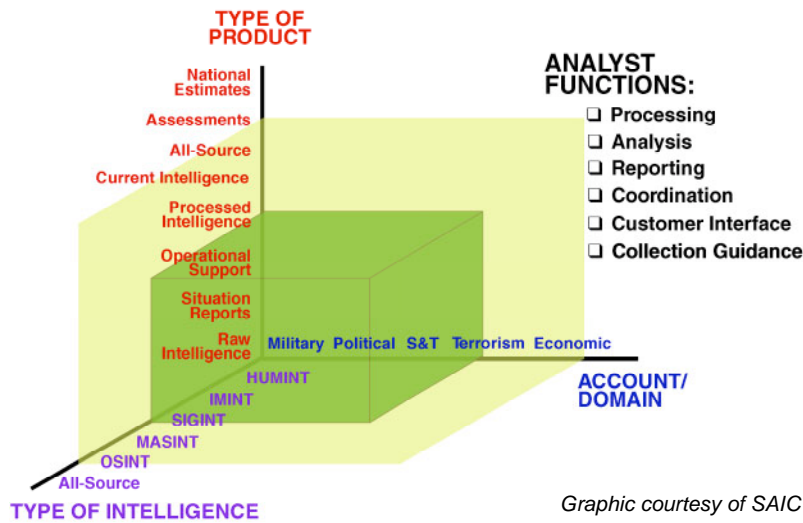 TYPE OF
PRODUCT
National
Estimates
Assessments
All-Source
Current Intelligence
Processed
Intelligence
Operational
Support
Situation
Reports
Raw
Intelligence
Military Political S&T Terrorism Economic
ACCOUNT/
DOMAIN
HUMINT
IMINT
SIGINT
MASINT
OSINT
All-Source
TYPE OF INTELLIGENCE
ANALYST
FUNCTIONS:
❑ Processing
❑ Analysis
❑ Reporting
❑ Coordination
❑ Customer Interface
❑ Collection Guidance
Graphic courtesy of SAIC